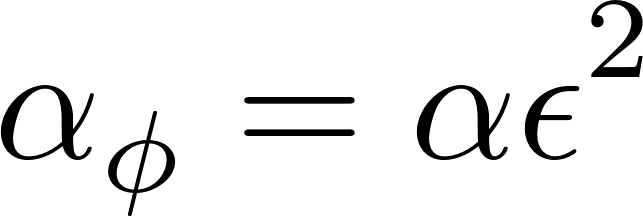 α_ϕ = αϵ²